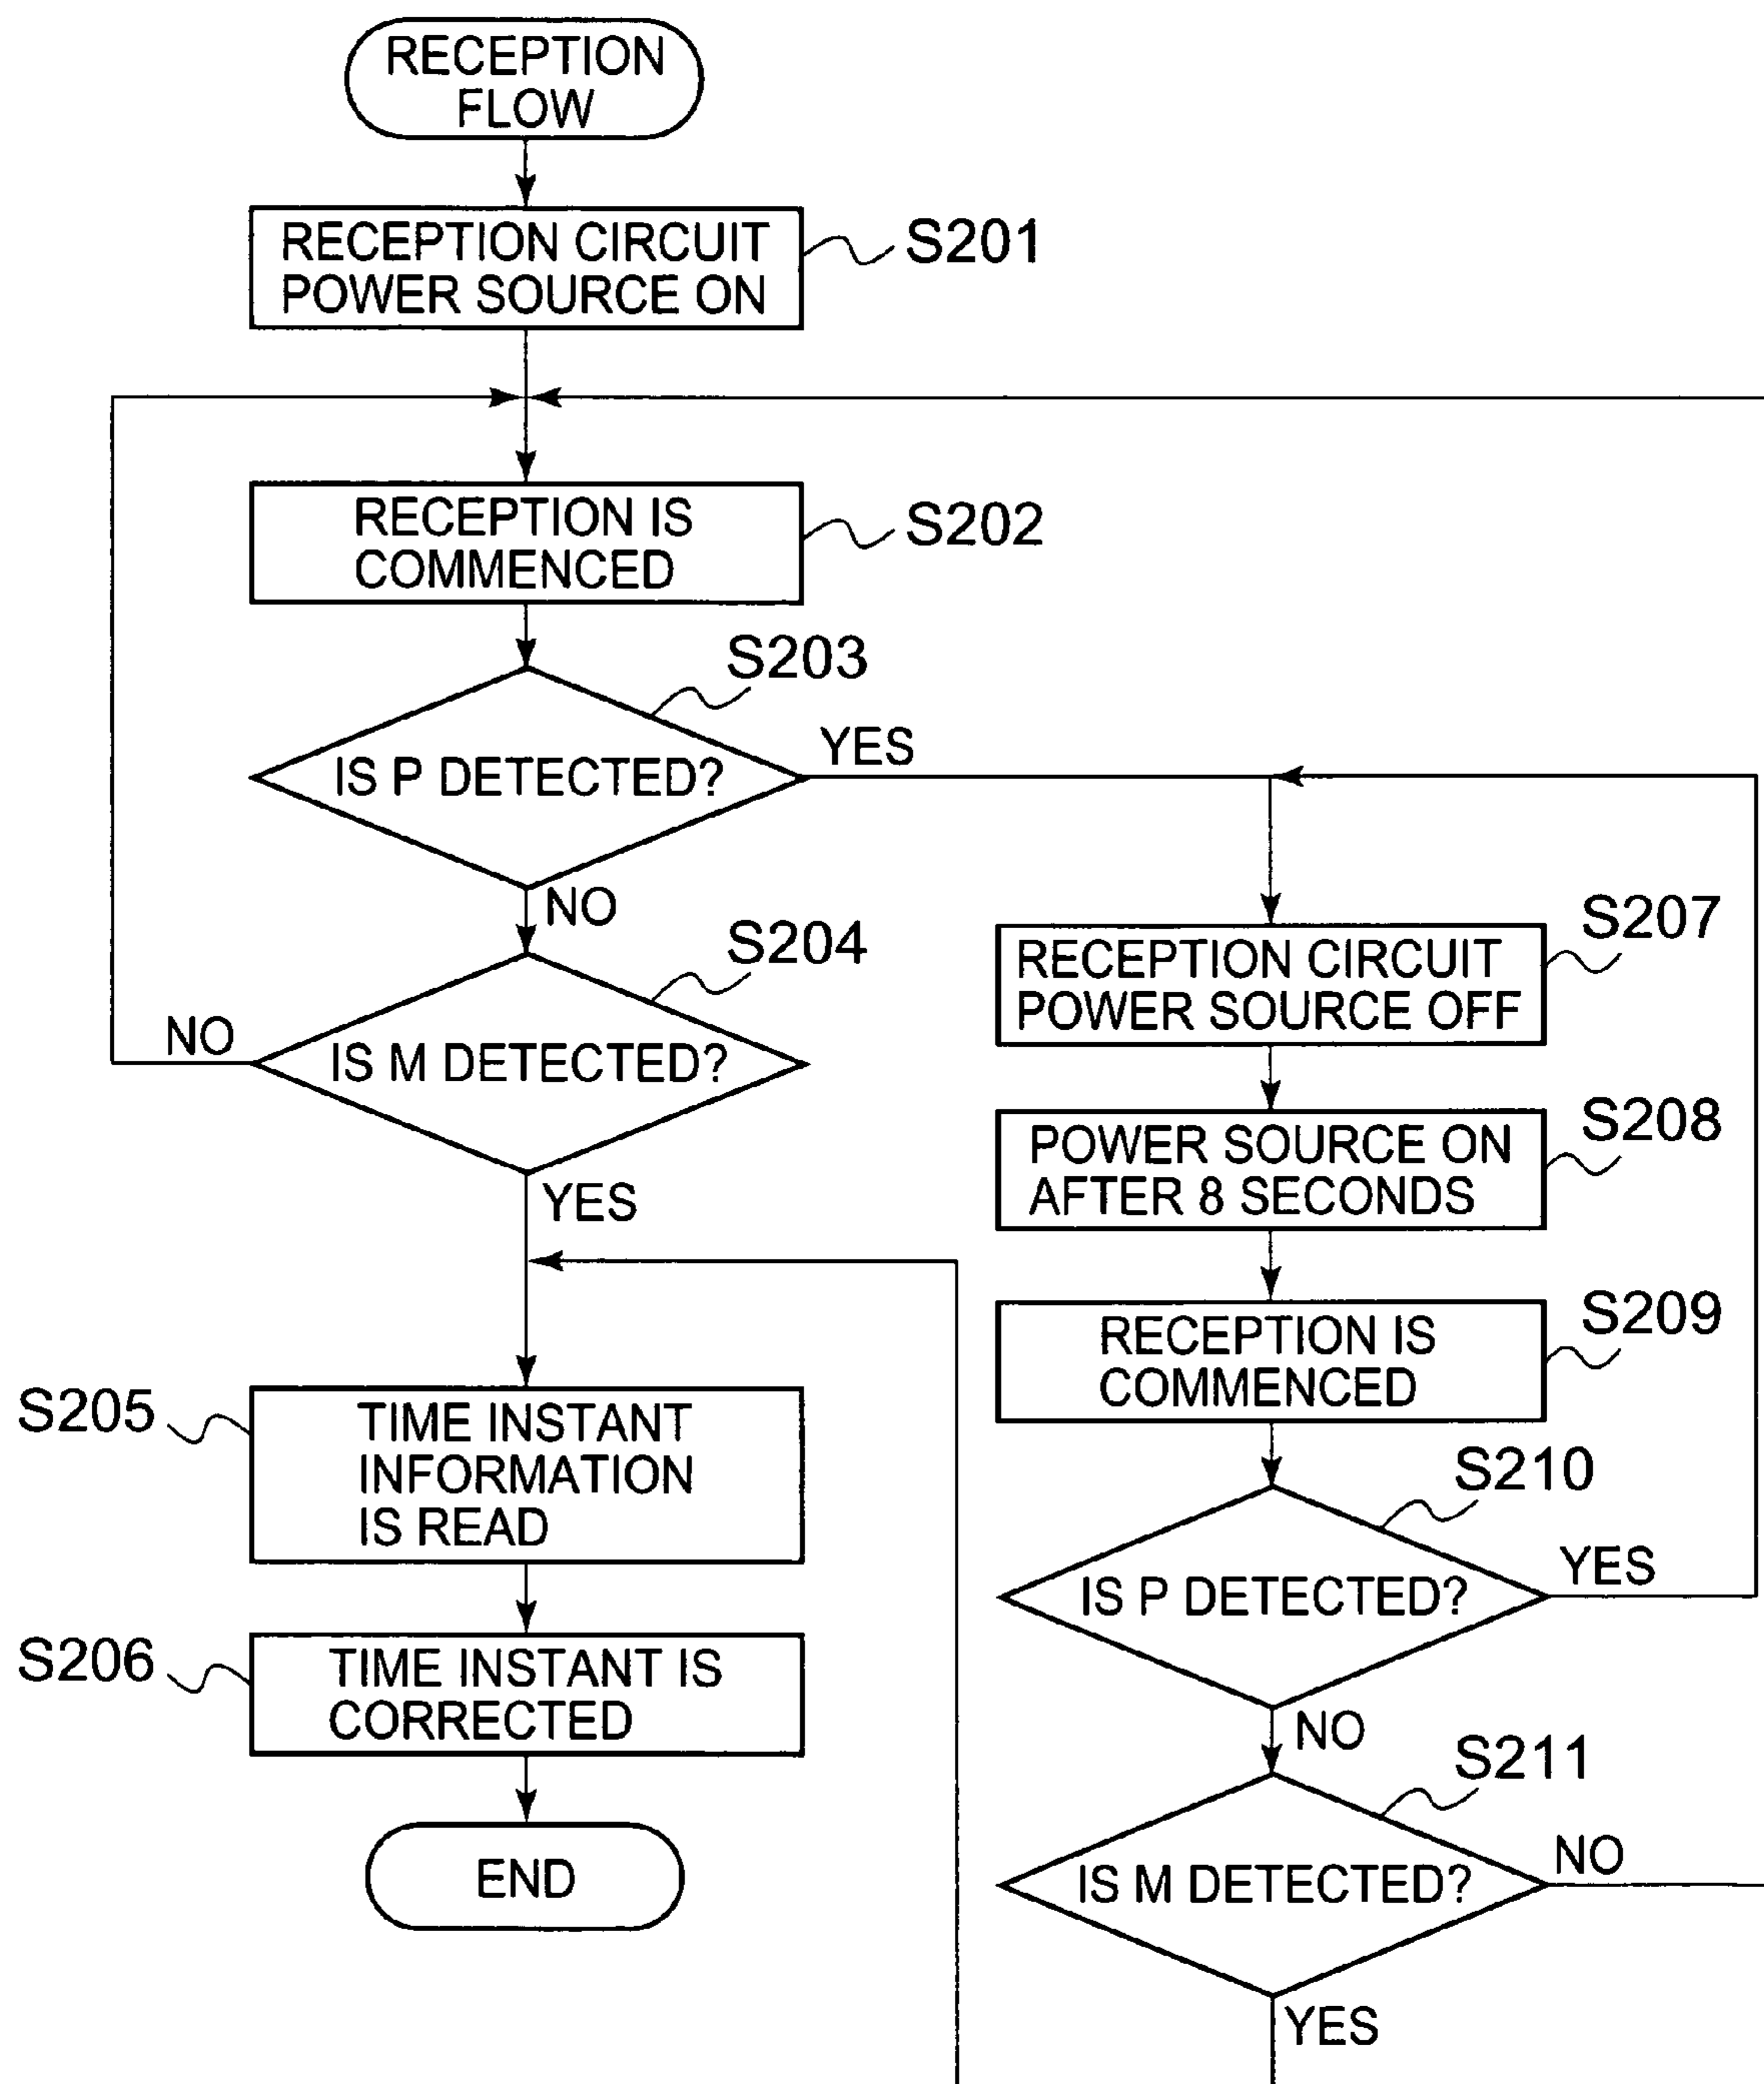 RECEPTION
FLOW
RECEPTION CIRCUIT
POWER SOURCE ON
S201
RECEPTION IS
COMMENCED
S202
S203
IS P DETECTED?
YES
NO
S204
IS M DETECTED?
NO
YES
S205
TIME INSTANT
INFORMATION
IS READ
S206
TIME INSTANT IS
CORRECTED
END
S207
RECEPTION CIRCUIT
POWER SOURCE OFF
S208
POWER SOURCE ON
AFTER 8 SECONDS
S209
RECEPTION IS
COMMENCED
S210
IS P DETECTED?
YES
NO
S211
IS M DETECTED?
NO
YES